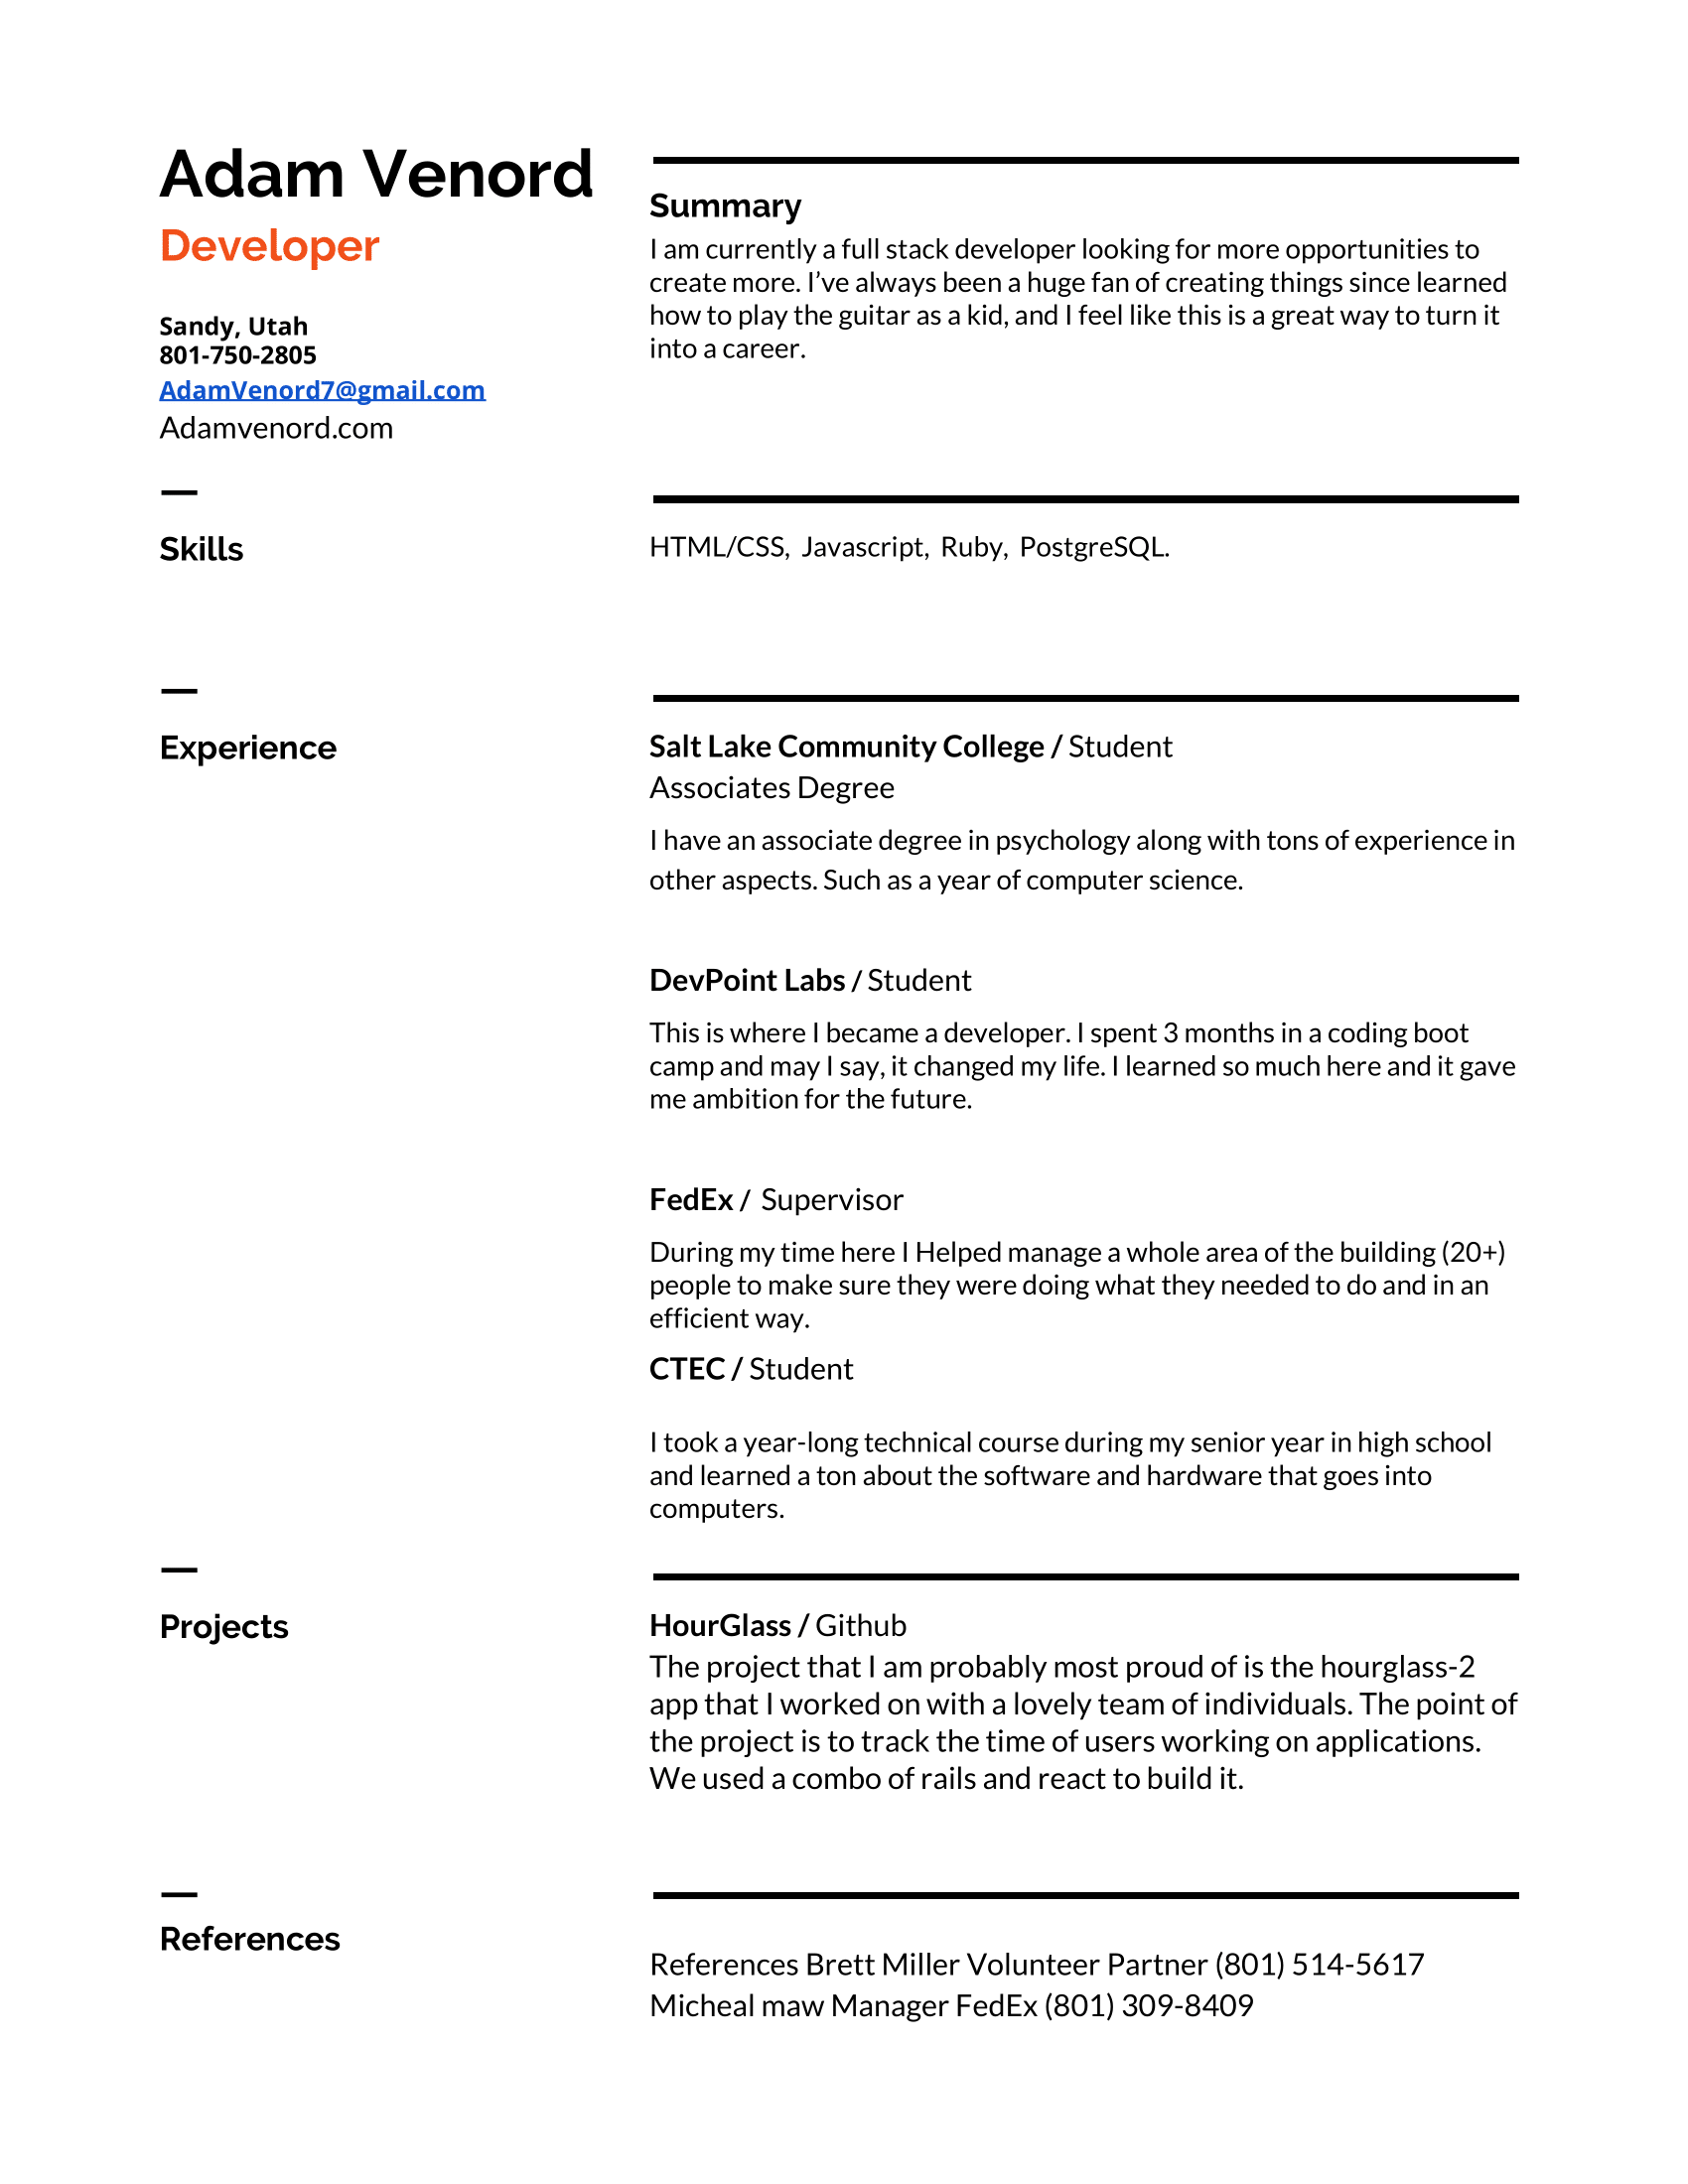 Adam Venord
Developer
Sandy, Utah
801-750-2805
AdamVenord7@gmail.com
Adamvenord.com
Summary
I am currently a full stack developer looking for more opportunities to
create more. I’ve always been a huge fan of creating things since learned
how to play the guitar as a kid, and I feel like this is a great way to turn it
into a career.
Skills
HTML/CSS, Javascript, Ruby, PostgreSQL.
Experience
Salt Lake Community College / Student
Associates Degree
I have an associate degree in psychology along with tons of experience in
other aspects. Such as a year of computer science.
DevPoint Labs / Student
This is where I became a developer. I spent 3 months in a coding boot
camp and may I say, it changed my life. I learned so much here and it gave
me ambition for the future.
FedEx / Supervisor
During my time here I Helped manage a whole area of the building (20+)
people to make sure they were doing what they needed to do and in an
efficient way.
CTEC / Student
I took a year-long technical course during my senior year in high school
and learned a ton about the software and hardware that goes into
computers.
Projects
HourGlass / Github
The project that I am probably most proud of is the hourglass-2
app that I worked on with a lovely team of individuals. The point of
the project is to track the time of users working on applications.
We used a combo of rails and react to build it.
References
References Brett Miller Volunteer Partner (801) 514-5617
Micheal maw Manager FedEx (801) 309-8409